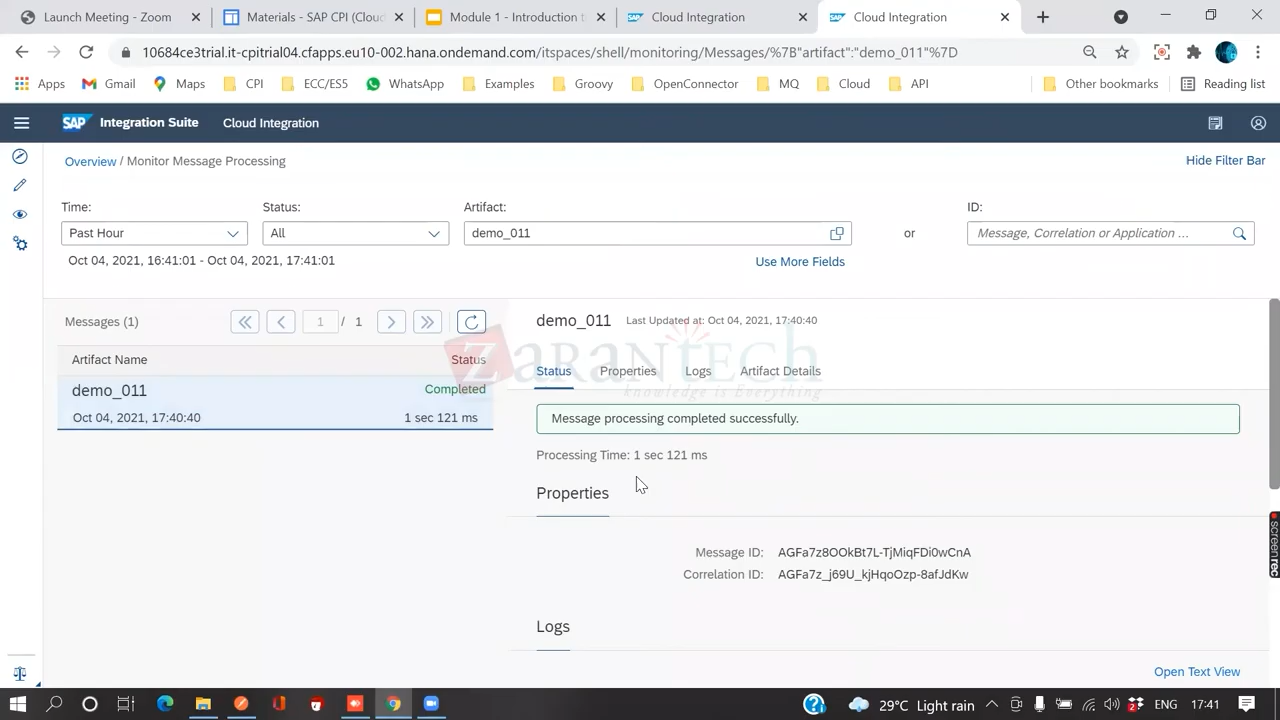 Launch Meeting - Zoom
Materials - SAP CPI (Clou
Module 1 - Introduction t
Cloud Integration
Cloud Integration
10684ce3trial.it-cpitrial04.cfapps.eu10-002.hana.ondemand.com/itspaces/shell/monitoring/Messages/%7B"artifact":"demo_011"%7D
Apps
Gmail
Maps
CPI
ECC/ES5
WhatsApp
Examples
Groovy
OpenConnector
MQ
Cloud
API
Other bookmarks
Reading list
SAP Integration Suite Cloud Integration
Overview / Monitor Message Processing
Hide Filter Bar
Time:
Status:
Artifact:
ID:
Past Hour
All
demo_011
or
Message, Correlation or Application ...
Oct 04, 2021, 16:41:01 - Oct 04, 2021, 17:41:01
Use More Fields
Messages (1)
1 / 1
demo_011 Last Updated at: Oct 04, 2021, 17:40:40
Artifact Name Status
zarantech
knowledge is Everything
Status Properties Logs Artifact Details
demo_011 Completed
Oct 04, 2021, 17:40:40 1 sec 121 ms
Message processing completed successfully.
Processing Time: 1 sec 121 ms
Properties
Message ID: AGFa7z8OOkBt7L-TjMiqFDi0wCnA
Correlation ID: AGFa7z_j69U_kjHqoOzp-8afJdKw
Logs
Open Text View
screenrec
29°C Light rain
ENG
17:41